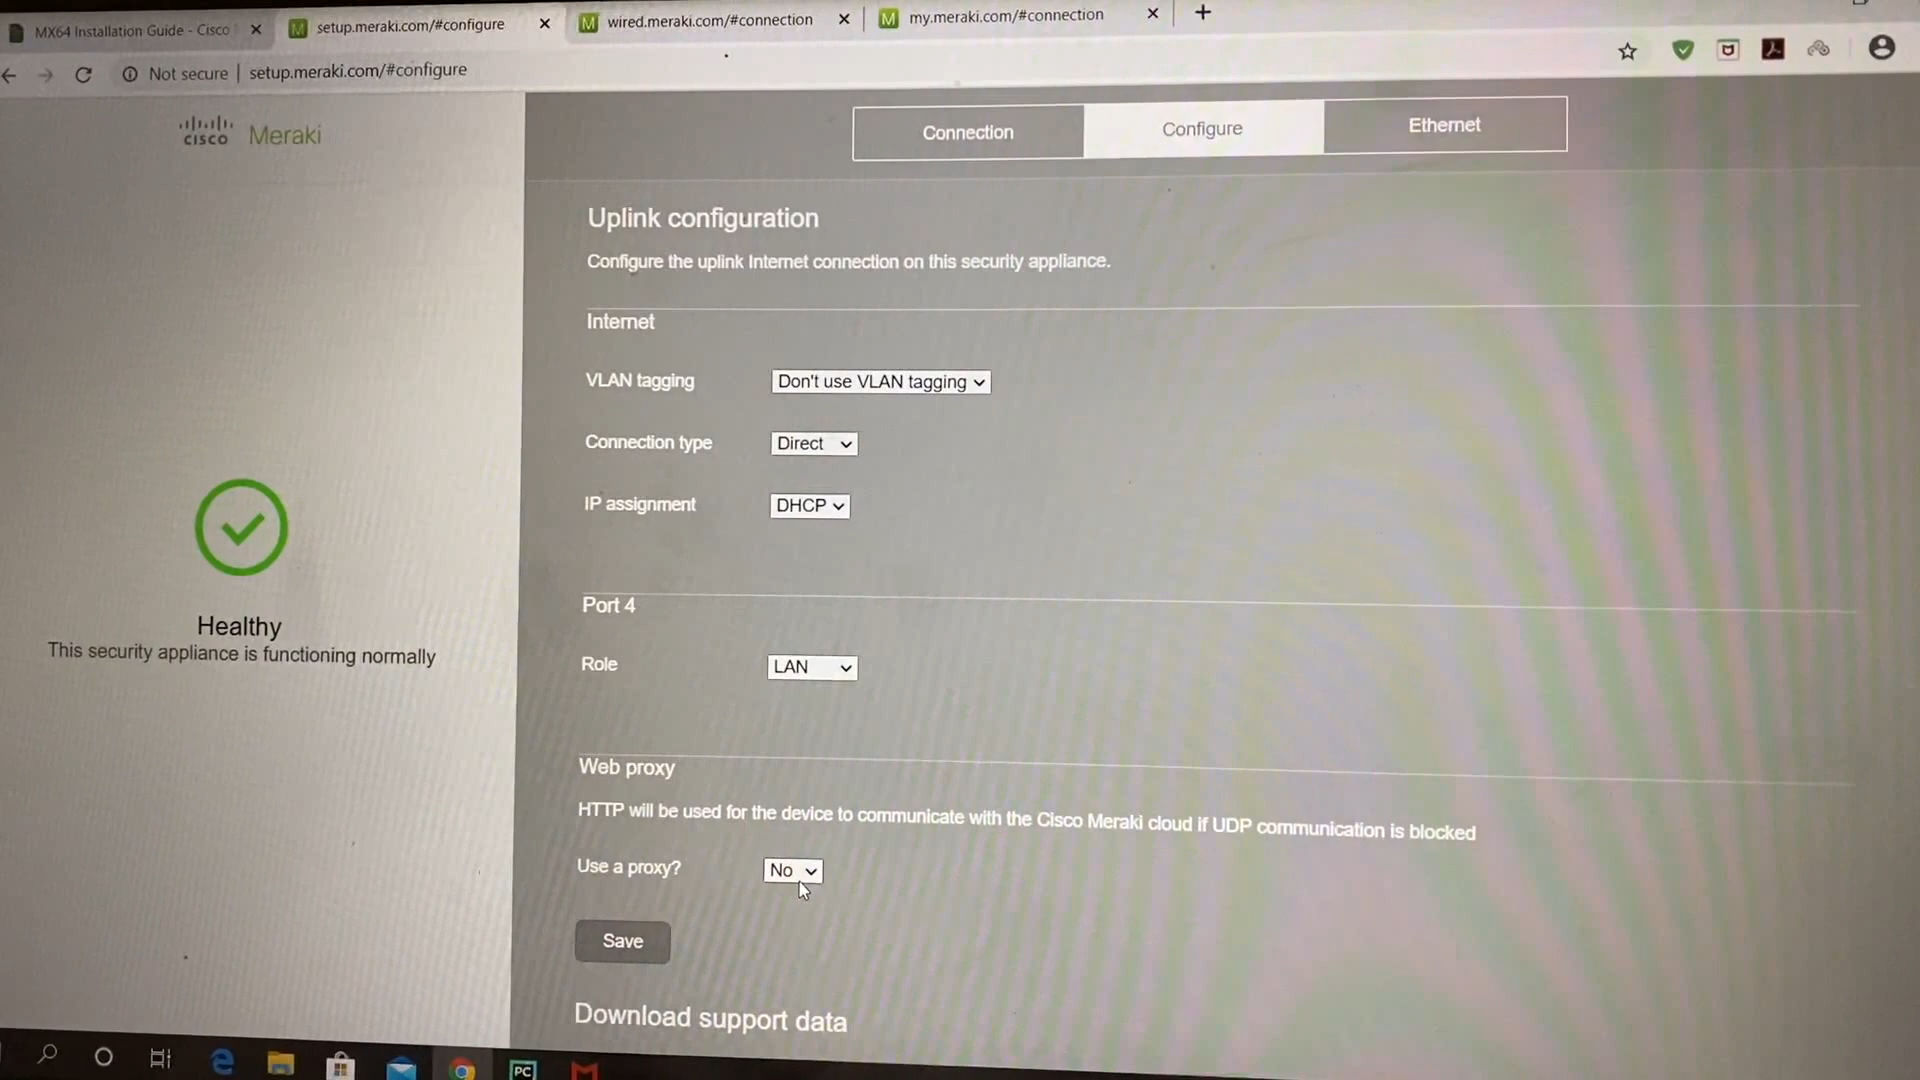 MX64 Installation Guide - Cisco
setup.meraki.com/#configure
wired.meraki.com/#connection
my.meraki.com/#connection
Not secure | setup.meraki.com/#configure
CISCO Meraki
Connection
Configure
Ethernet
Uplink configuration
Configure the uplink Internet connection on this security appliance.
Internet
VLAN tagging
Don't use VLAN tagging
Connection type
Direct
IP assignment
DHCP
Healthy
This security appliance is functioning normally
Port 4
Role
LAN
Web proxy
HTTP will be used for the device to communicate with the Cisco Meraki cloud if UDP communication is blocked
Use a proxy?
No
Save
Download support data
PC